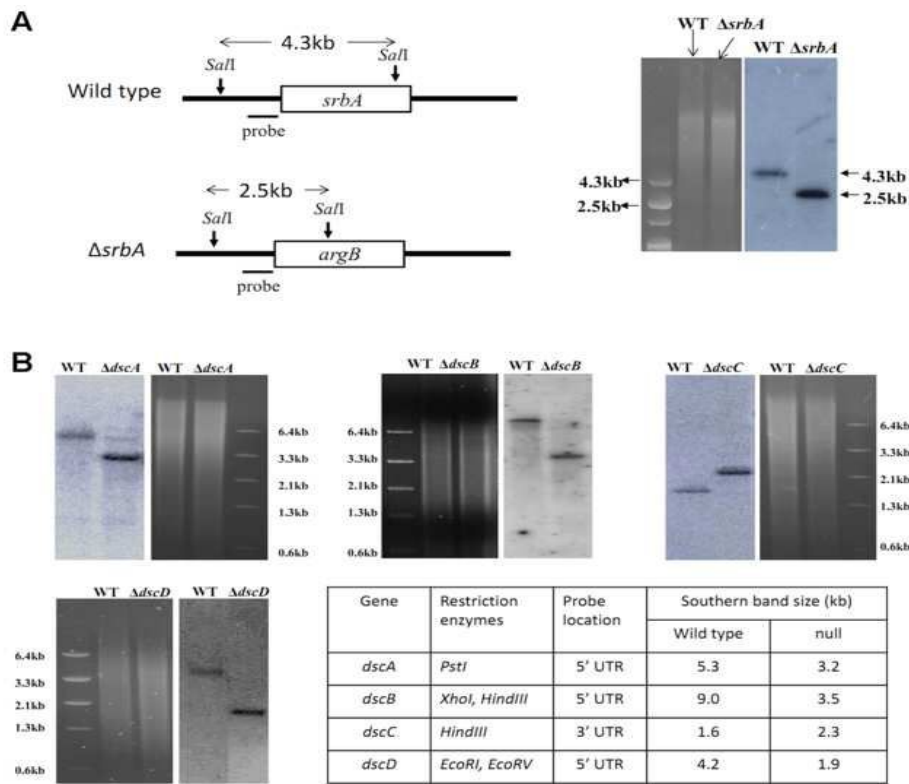 A
Wild type
4.3kb
SalI
SalI
srbA
probe
ΔsrbA
2.5kb
SalI
SalI
argB
probe
WT ΔsrbA
4.3kb
2.5kb
WT ΔsrbA
4.3kb
2.5kb
B
WT ΔdscA
WT ΔdscA
6.4kb
3.3kb
2.1kb
1.3kb
0.6kb
WT ΔdscB
WT ΔdscB
6.4kb
3.3kb
2.1kb
1.3kb
0.6kb
WT ΔdscC
WT ΔdscC
6.4kb
3.3kb
2.1kb
1.3kb
0.6kb
WT ΔdscD
WT ΔdscD
6.4kb
3.3kb
2.1kb
1.3kb
0.6kb
Gene Restriction enzymes Probe location Southern band size (kb)
Wild type null
dscA PstI 5' UTR 5.3 3.2
dscB XhoI, HindIII 5' UTR 9.0 3.5
dscC HindIII 3' UTR 1.6 2.3
dscD EcoRI, EcoRV 5' UTR 4.2 1.9